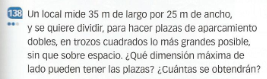 138 Un local mide 35 m de largo por 25 m de ancho,
y se quiere dividir, para hacer plazas de aparcamiento
dobles, en trozos cuadrados lo más grandes posible,
sin que sobre espacio. ¿Qué dimensión máxima de
lado pueden tener las plazas? ¿Cuántas se obtendrán?